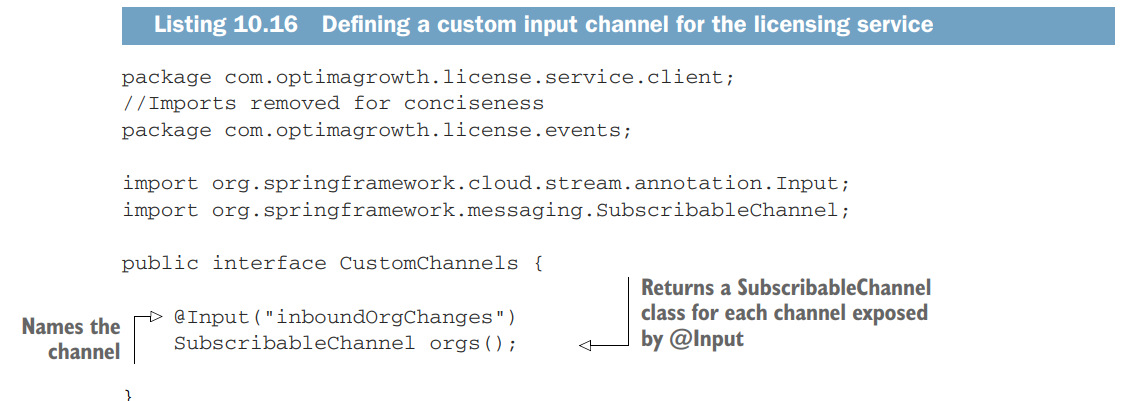 Listing 10.16 Defining a custom input channel for the licensing service
package com.optimagrowth.license.service.client;
//Imports removed for conciseness
package com.optimagrowth.license.events;
import org.springframework.cloud.stream.annotation.Input;
import org.springframework.messaging.SubscribableChannel;
public interface CustomChannels {
Names the
channel
@Input("inboundOrgChanges")
SubscribableChannel orgs();
Returns a SubscribableChannel
class for each channel exposed
by @Input
}